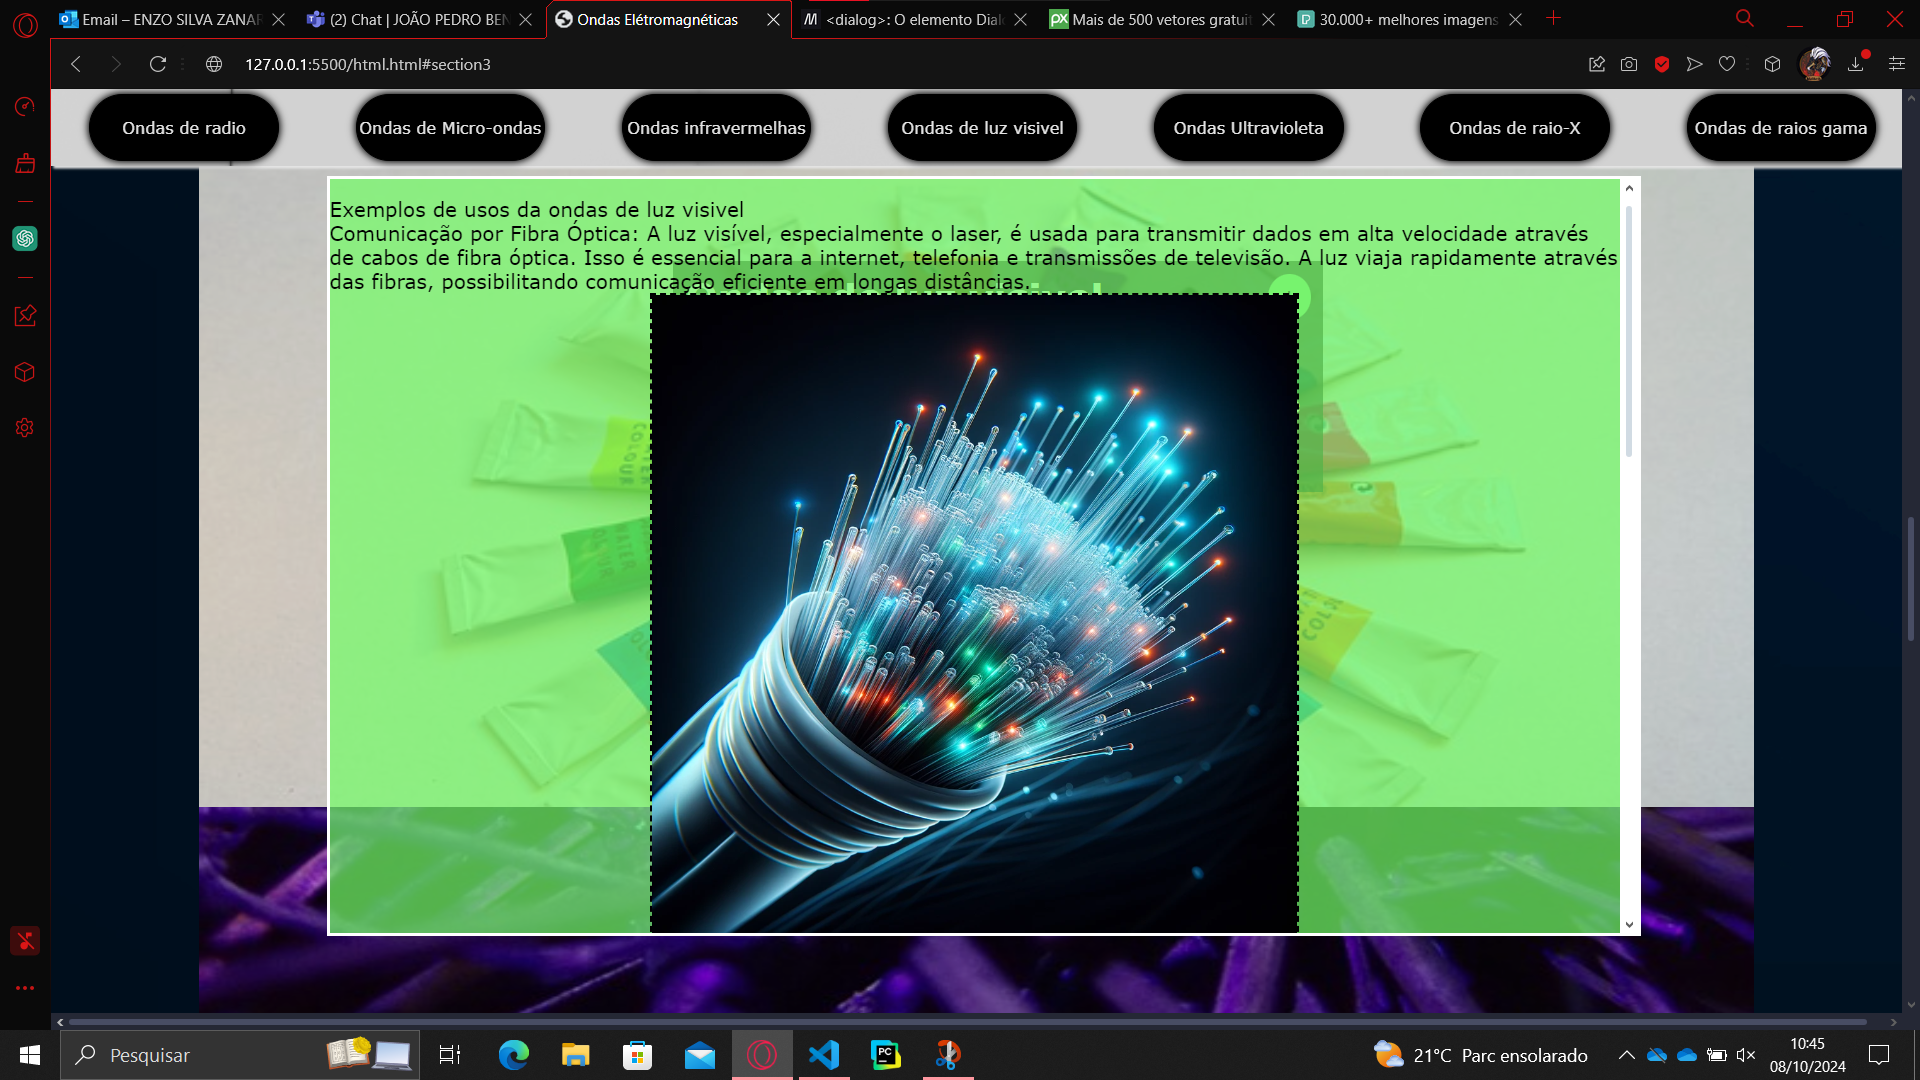 Email – ENZO SILVA ZANAR
(2) Chat | JOÃO PEDRO BEN
Ondas Elétromagnéticas
<dialog>: O elemento Dial
Mais de 500 vetores gratuit
30.000+ melhores imagens
127.0.0.1:5500/html.html#section3
Ondas de radio
Ondas de Micro-ondas
Ondas infravermelhas
Ondas de luz visivel
Ondas Ultravioleta
Ondas de raio-X
Ondas de raios gama
Exemplos de usos da ondas de luz visivel
Comunicação por Fibra Óptica: A luz visível, especialmente o laser, é usada para transmitir dados em alta velocidade através
de cabos de fibra óptica. Isso é essencial para a internet, telefonia e transmissões de televisão. A luz viaja rapidamente através
das fibras, possibilitando comunicação eficiente em longas distâncias.
Pesquisar
21°C Parc ensolarado
10:45
08/10/2024